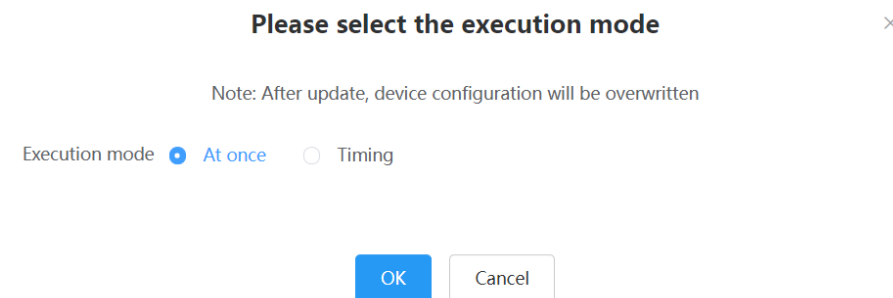 Please select the execution mode
Note: After update, device configuration will be overwritten
Execution mode At once Timing
OK Cancel